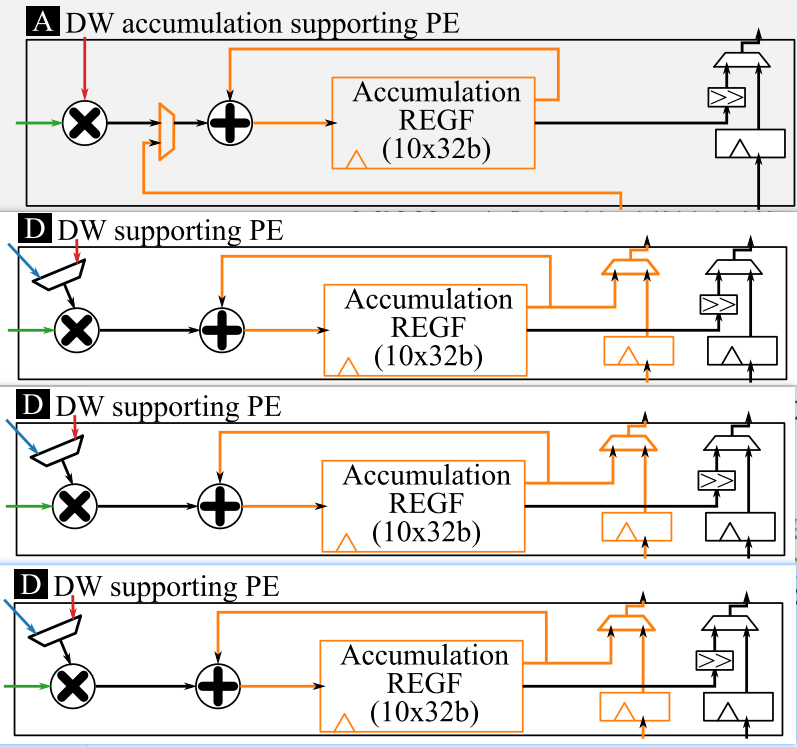 A DW accumulation supporting PE
Accumulation
REGF
(10x32b)
>>
D DW supporting PE
Accumulation
REGF
(10x32b)
>>
D DW supporting PE
Accumulation
REGF
(10x32b)
>>
D DW supporting PE
Accumulation
REGF
(10x32b)
>>